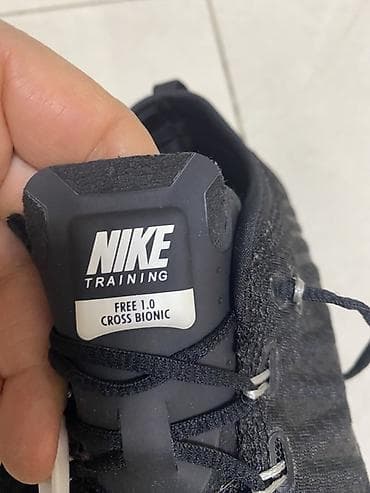 NIKE
TRAINING
FREE 1.0
CROSS BIONIC